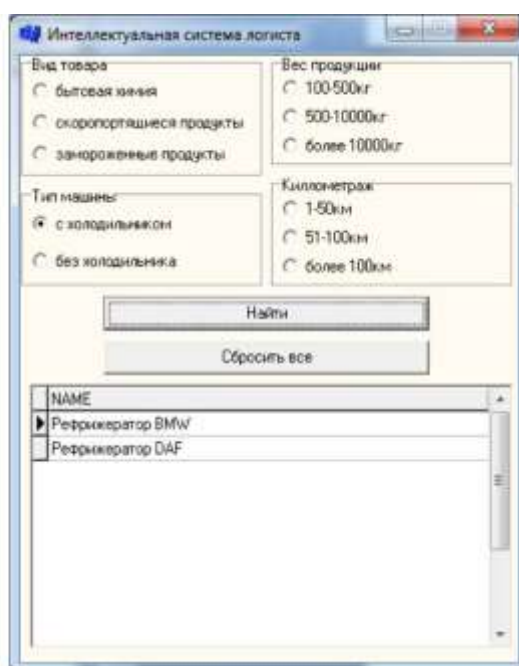 Интеллектуальная система логиста
Вид товара
бытовая химия
скоропортящиеся продукты
замороженные продукты
Вес продукции
100-500кг
500-10000кг
более 10000кг
Тип машины
с холодильником
без холодильника
Киллометраж
1-50км
51-100км
более 100км
Найти
Сбросить все
NAME
Рефрижератор BMW
Рефрижератор DAF